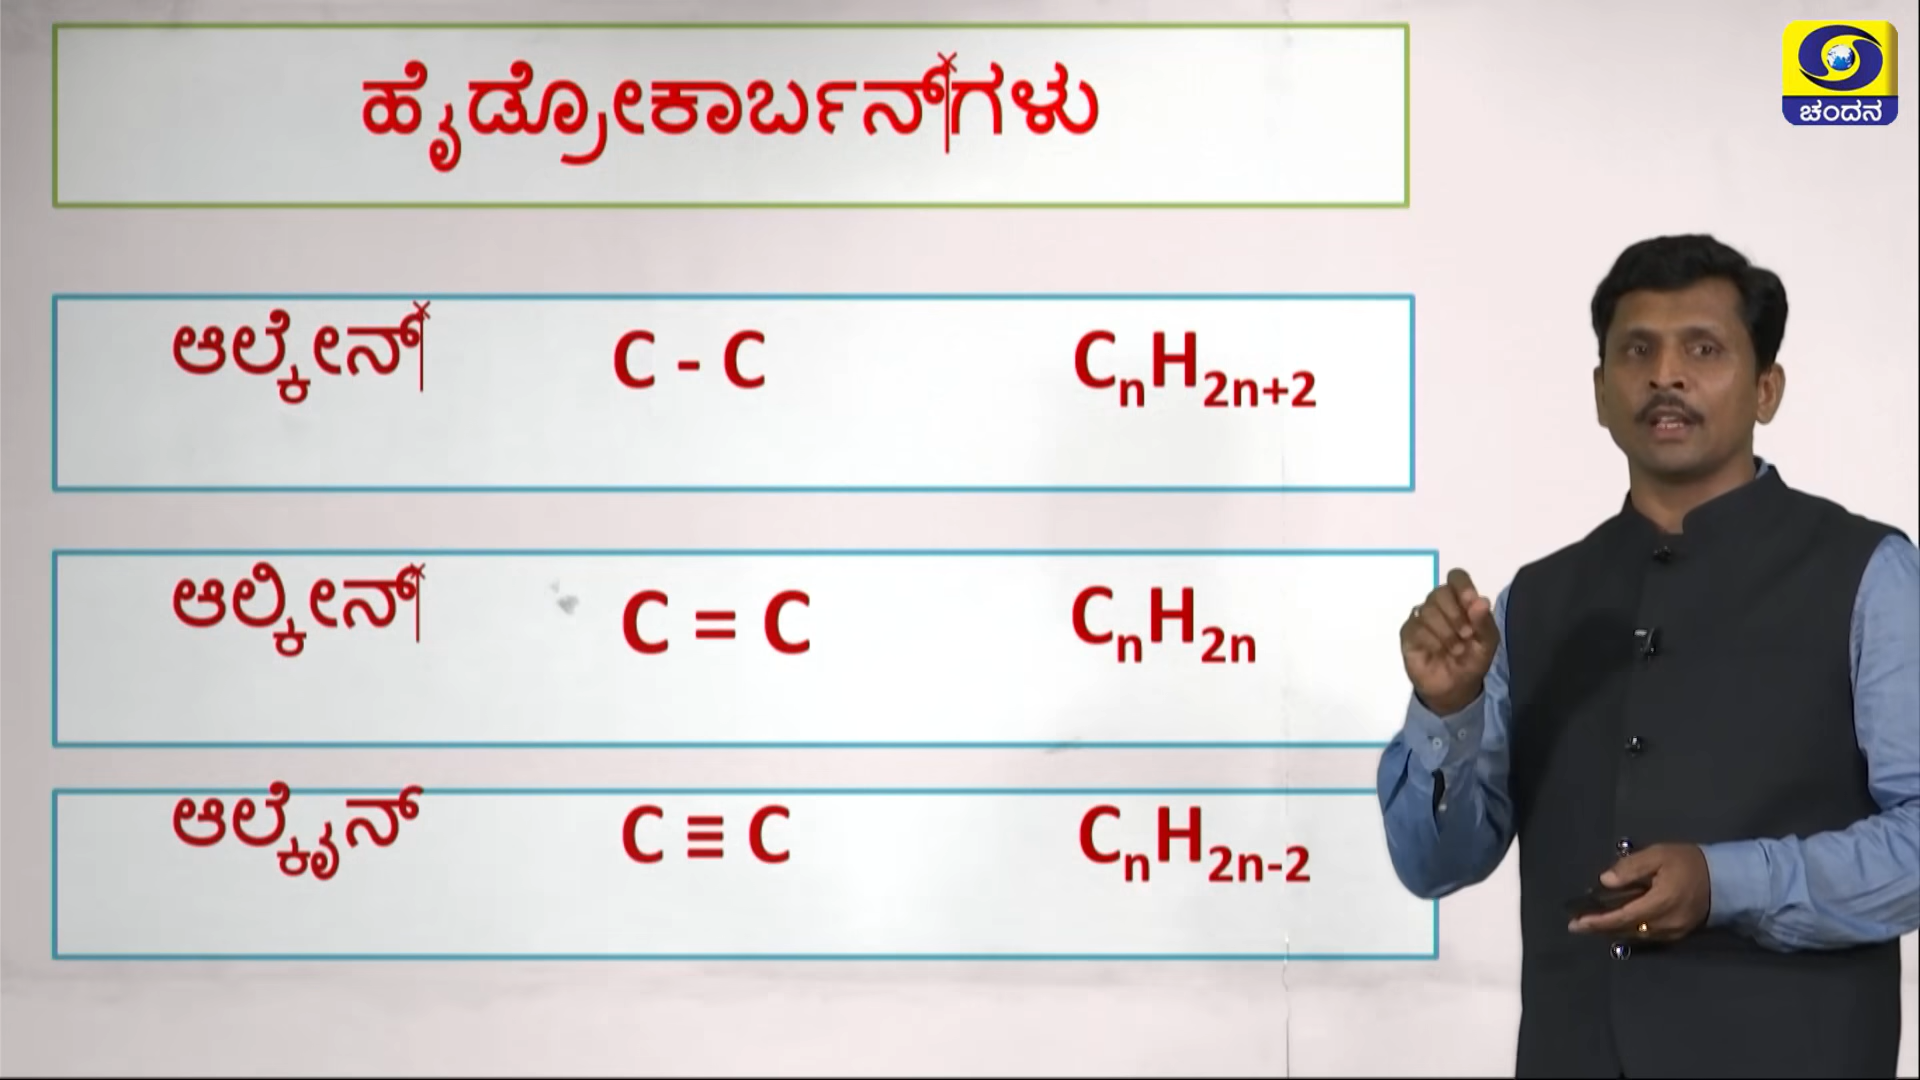 ಹೈಡ್ರೋಕಾರ್ಬನ್‌ಗಳು
ಚಂದನ
ಆಲ್ಕೇನ್‌ C - C CₙH₂ₙ₊₂
ಆಲ್ಕೀನ್‌ C = C CₙH₂ₙ
ಆಲ್ಕೈನ್ C ≡ C CₙH₂ₙ₋₂